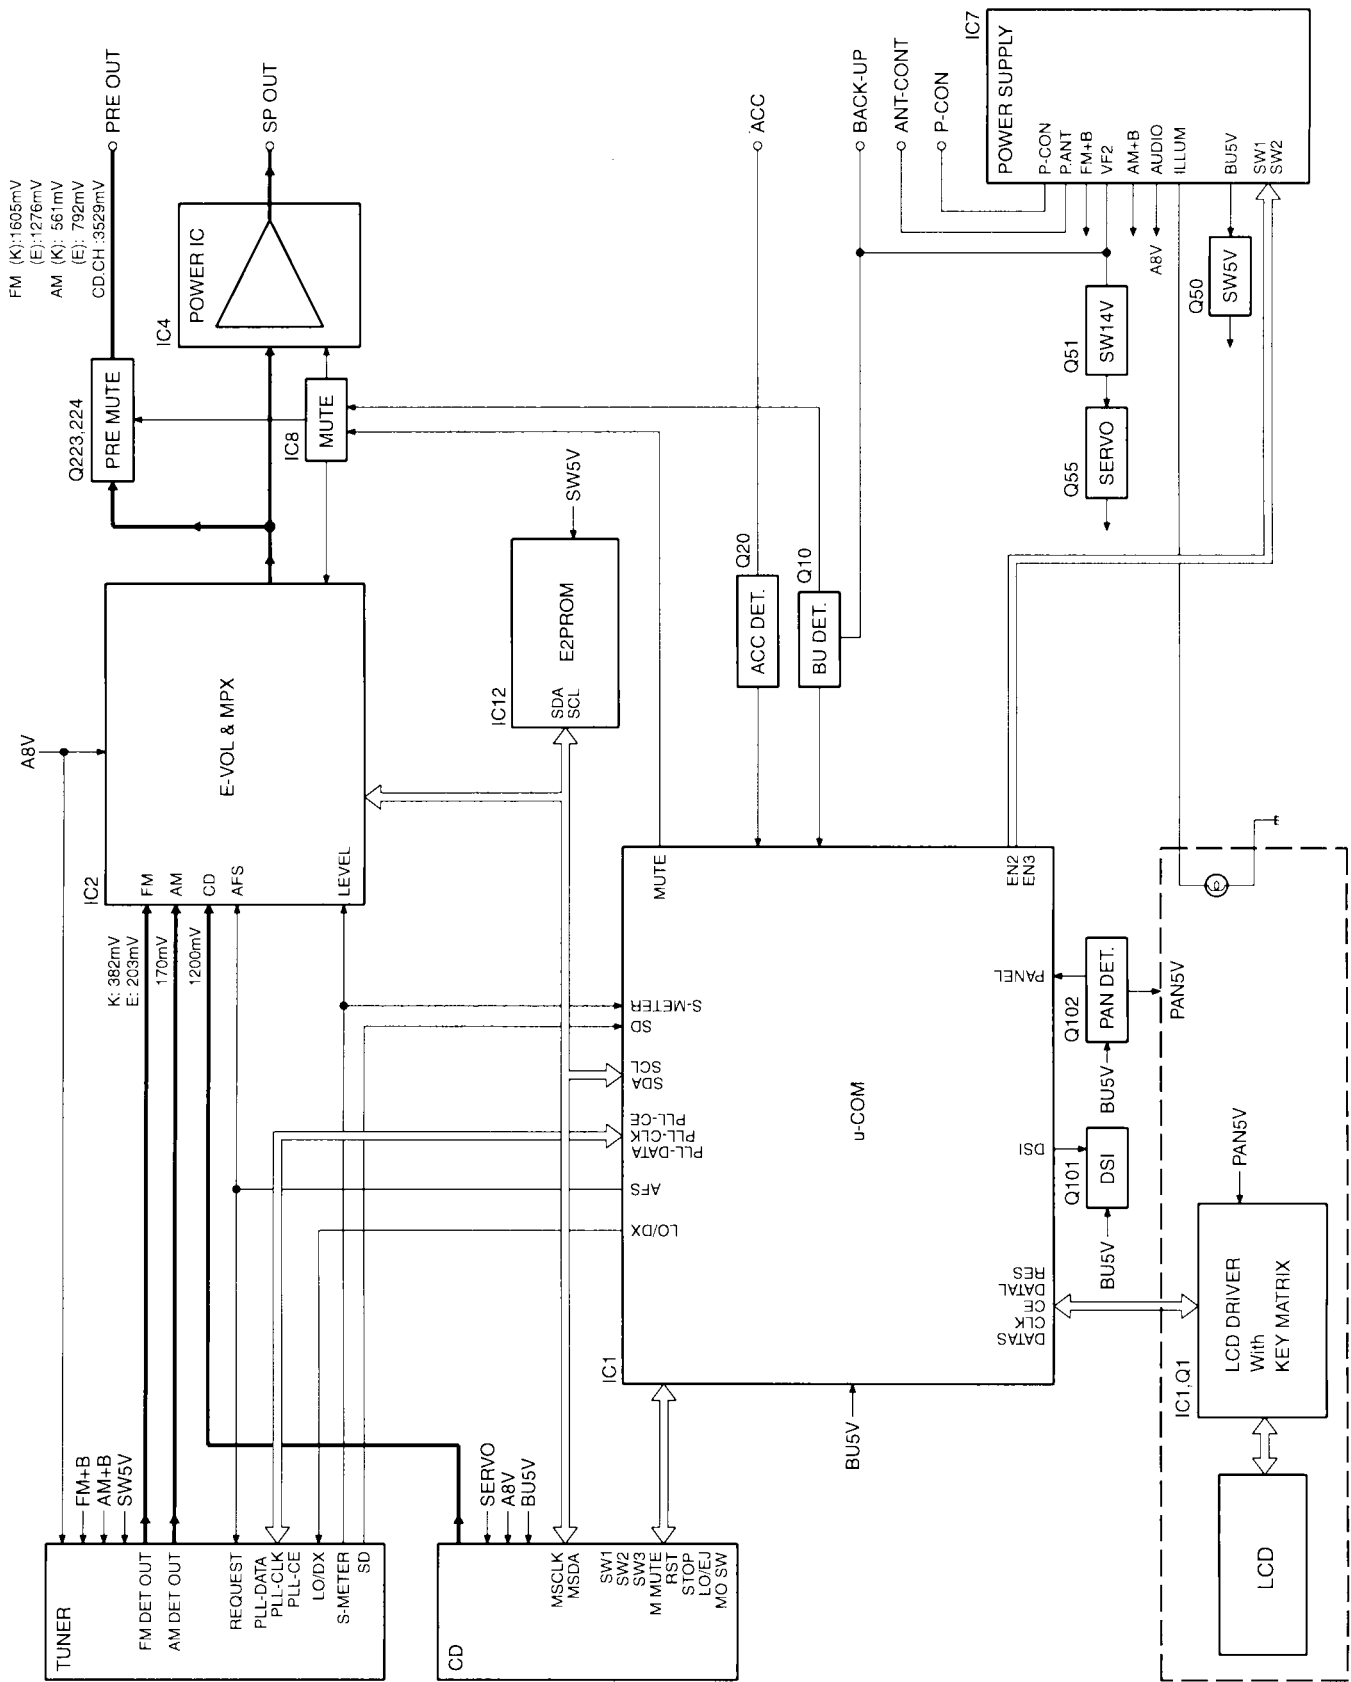 TUNER
FM+B
AM+B
SW5V
FM DET OUT
AM DET OUT
REQUEST
PLL-DATA
PLL-CLK
PLL-CE
LO/DX
S-METER
SD
A8V
IC2
E-VOL & MPX
FM
AM
CD
AFS
LEVEL
K: 382mV
E: 203mV
170mV
1200mV
Q223,224
PRE MUTE
FM (K):1605mV
(E):1276mV
AM (K): 561mV
(E): 792mV
CD.CH :3529mV
PRE OUT
IC4
POWER IC
SP OUT
IC8
MUTE
CD
SERVO
A8V
BU5V
MSCLK
MSDA
SW1
SW2
SW3
M MUTE
RST
STOP
LO/EJ
MO SW
IC12
E2PROM
SDA
SCL
SW5V
IC1
u-COM
LO/DX
AFS
PLL-DATA
PLL-CLK
PLL-CE
SDA
SCL
SD
S-METER
MUTE
EN2
EN3
DATAS
CLK
CE
DATAL
RES
DSI
PANEL
BU5V
Q20
ACC DET.
ACC
Q10
BU DET.
BACK-UP
ANT-CONT
P-CON
IC7
POWER SUPPLY
P-CON
P.ANT
FM+B
VF2
AM+B
AUDIO
ILLUM
BU5V
SW1
SW2
A8V
Q51
SW14V
Q55
SERVO
Q50
SW5V
Q101
DSI
BU5V
Q102
PAN DET.
BU5V
PAN5V
IC1,Q1
LCD DRIVER
With
KEY MATRIX
PAN5V
LCD